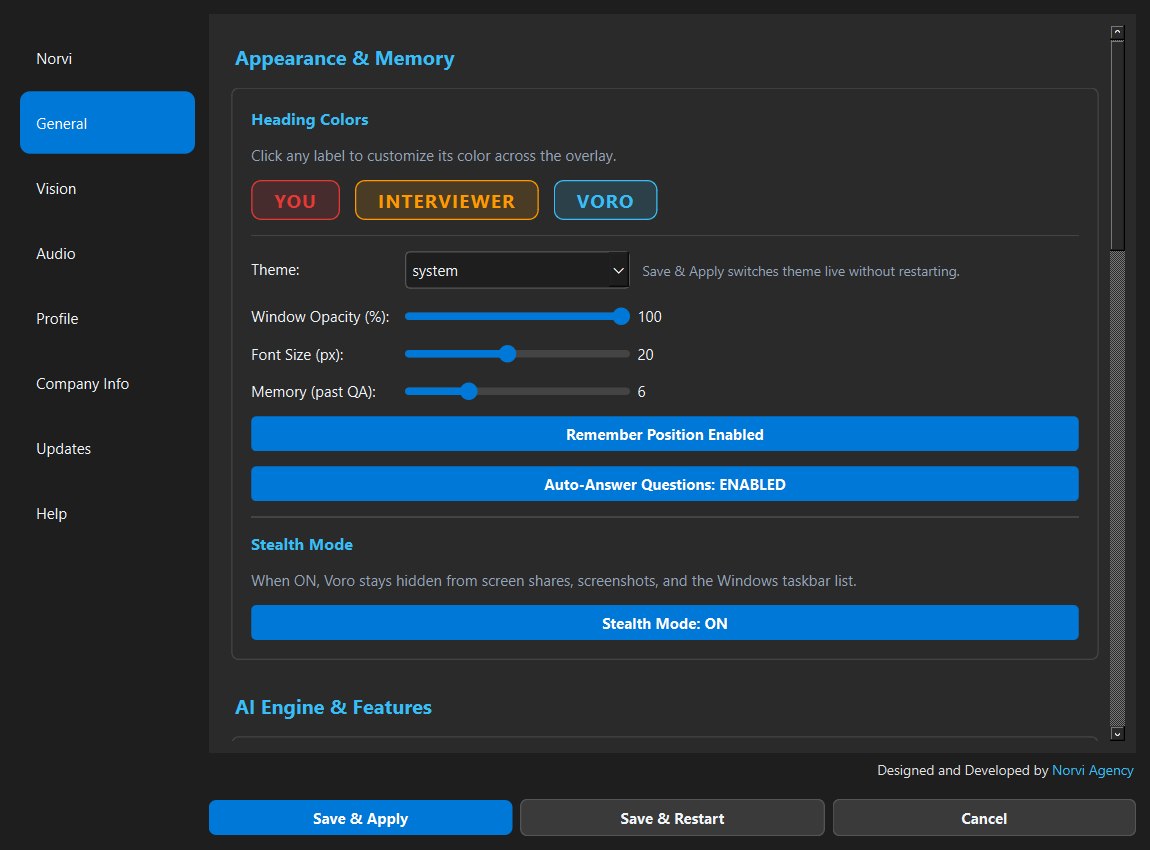 Norvi
General
Vision
Audio
Profile
Company Info
Updates
Help
Appearance & Memory
Heading Colors
Click any label to customize its color across the overlay.
YOU INTERVIEWER VORO
Theme: system Save & Apply switches theme live without restarting.
Window Opacity (%): 100
Font Size (px): 20
Memory (past QA): 6
Remember Position Enabled
Auto-Answer Questions: ENABLED
Stealth Mode
When ON, Voro stays hidden from screen shares, screenshots, and the Windows taskbar list.
Stealth Mode: ON
AI Engine & Features
Designed and Developed by Norvi Agency
Save & Apply Save & Restart Cancel